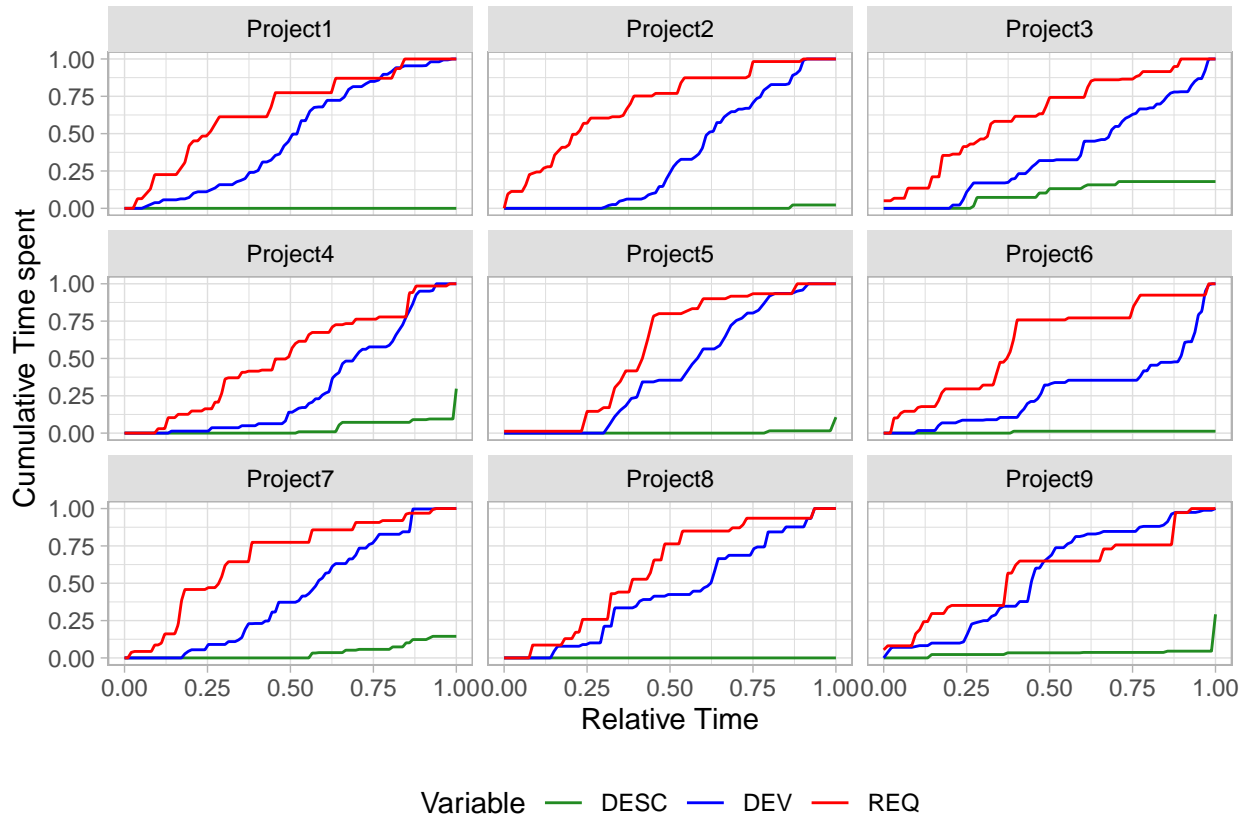 Project1 Project2 Project3
1.00
0.75
0.50
0.25
0.00
Project4 Project5 Project6
1.00
0.75
0.50
0.25
0.00
Project7 Project8 Project9
1.00
0.75
0.50
0.25
0.00
0.00 0.25 0.50 0.75 1.00 0.00 0.25 0.50 0.75 1.00 0.00 0.25 0.50 0.75 1.00
Cumulative Time spent
Relative Time
Variable DESC DEV REQ